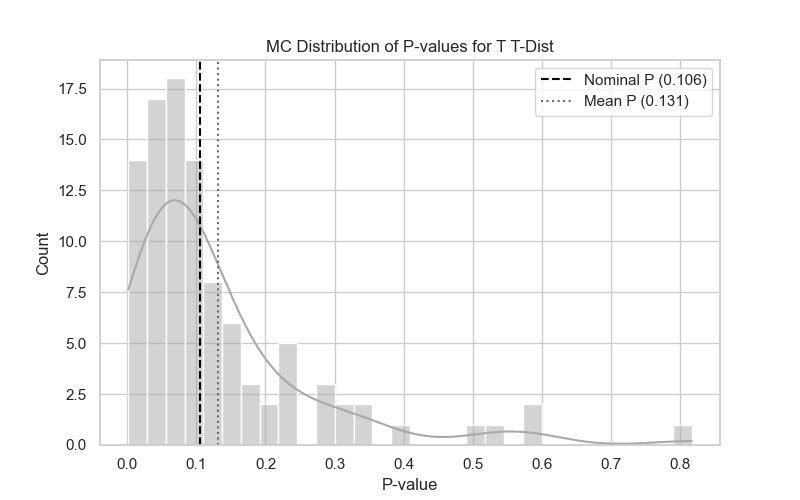 MC Distribution of P-values for T T-Dist
Nominal P (0.106)
Mean P (0.131)
17.5
15.0
12.5
10.0
7.5
5.0
2.5
0.0
Count
0.0 0.1 0.2 0.3 0.4 0.5 0.6 0.7 0.8
P-value